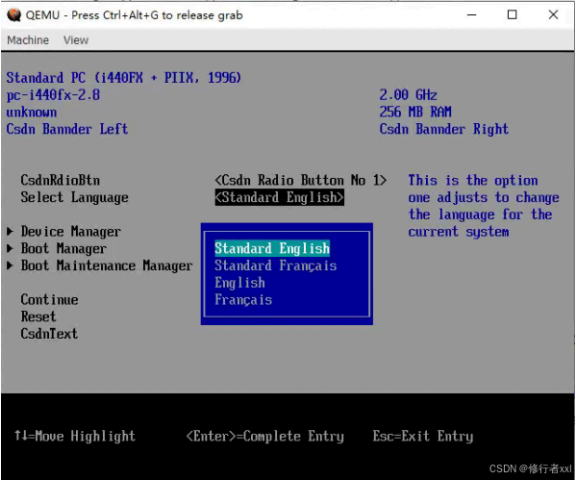 QEMU - Press Ctrl+Alt+G to release grab
Machine View
Standard PC (i440FX + PIIX, 1996)
pc-i440fx-2.8 2.00 GHz
unknown 256 MB RAM
Csdn Bannder Left Csdn Bannder Right
CsdnRdioBtn <Csdn Radio Button No 1> This is the option
Select Language <Standard English> one adjusts to change
the language for the
▶ Device Manager current system
▶ Boot Manager Standard English
▶ Boot Maintenance Manager Standard Français
English
Continue Français
Reset
CsdnText
↑↓=Move Highlight <Enter>=Complete Entry Esc=Exit Entry
CSDN @修行者xxl